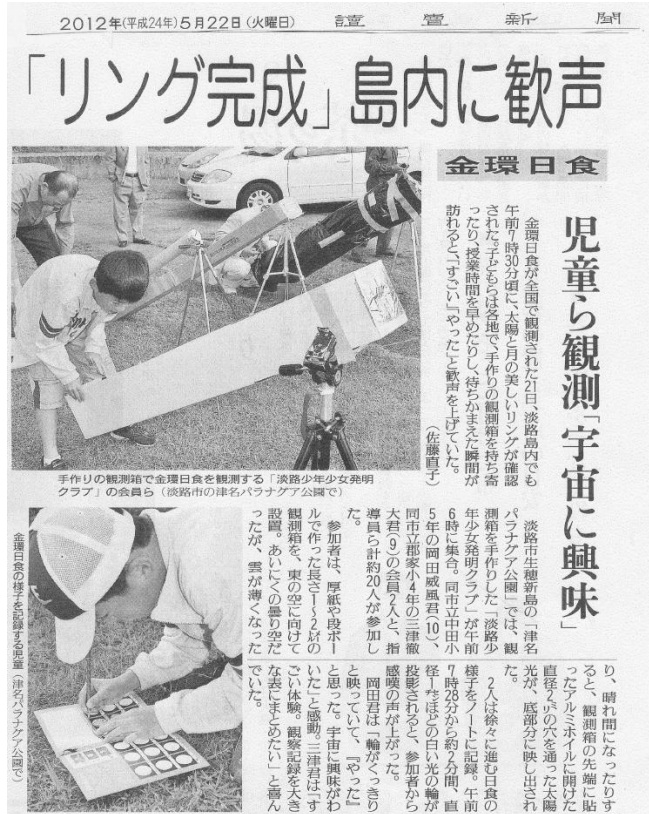 2012年(平成24年)5月22日(火曜日)
讀賣新聞
「リング完成」島内に歓声
金環日食
児童ら観測「宇宙に興味」
金環日食が全国で観測された21日、淡路島内でも
午前7時30分頃に、太陽と月の美しいリングが確認
された。子どもらは各地で、手作りの観測箱を持ち寄
ったり、授業時間を早めたりし、待ちかまえた瞬間が
訪れると、「すごい」「やった」と歓声を上げていた。
(佐藤直子)
手作りの観測箱で金環日食を観測する「淡路少年少女発明
クラブ」の会員ら(淡路市の津名パラナグア公園で)
淡路市生穂新島の「津名
パラナグア公園」では、観
測箱を手作りした「淡路少
年少女発明クラブ」が午前
6時に集合。同市立中田小
5年の岡田威風君(10)、
同市立郡家小4年の三津徹
大君(9)の会員2人と、指
導員ら計約20人が参加し
た。
参加者は、厚紙や段ボー
ルで作った長さ1〜2㍍の
観測箱を、東の空に向けて
設置。あいにくの曇り空だ
ったが、雲が薄くなった
り、晴れ間になったりす
ると、観測箱の先端に貼
ったアルミホイルに開けた
直径2㍉の穴を通った太陽
光が、底部分に映し出され
た。
2人は徐々に進む日食の
様子をノートに記録。午前
7時28分から約2分間、直
径1㌢ほどの白い光の輪が
投影されると、参加者から
感嘆の声が上がった。
岡田君は「輪がくっきり
と映っていて、『やった』
と思った。宇宙に興味がわ
いた」と感動。三津君は「す
ごい体験。観察記録を大き
な表にまとめたい」と喜ん
でいた。
金環日食の様子を記録する児童(津名パラナグア公園で)